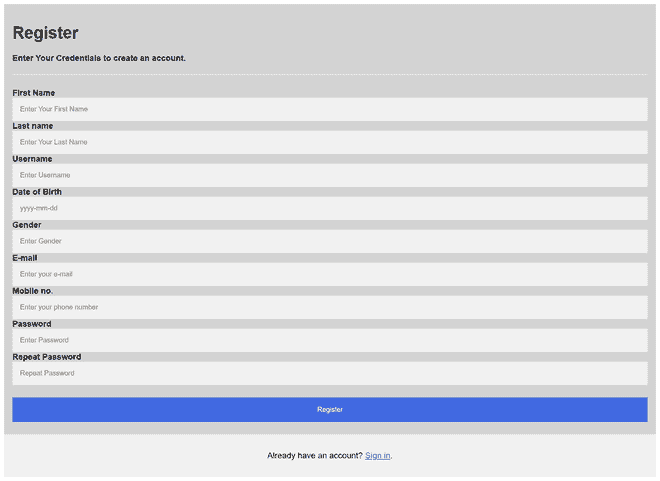 Register
Enter Your Credentials to create an account.
First Name
Enter Your First Name
Last name
Enter Your Last Name
Username
Enter Username
Date of Birth
yyyy-mm-dd
Gender
Enter Gender
E-mail
Enter your e-mail
Mobile no.
Enter your phone number
Password
Enter Password
Repeat Password
Repeat Password
Register
Already have an account? Sign in.